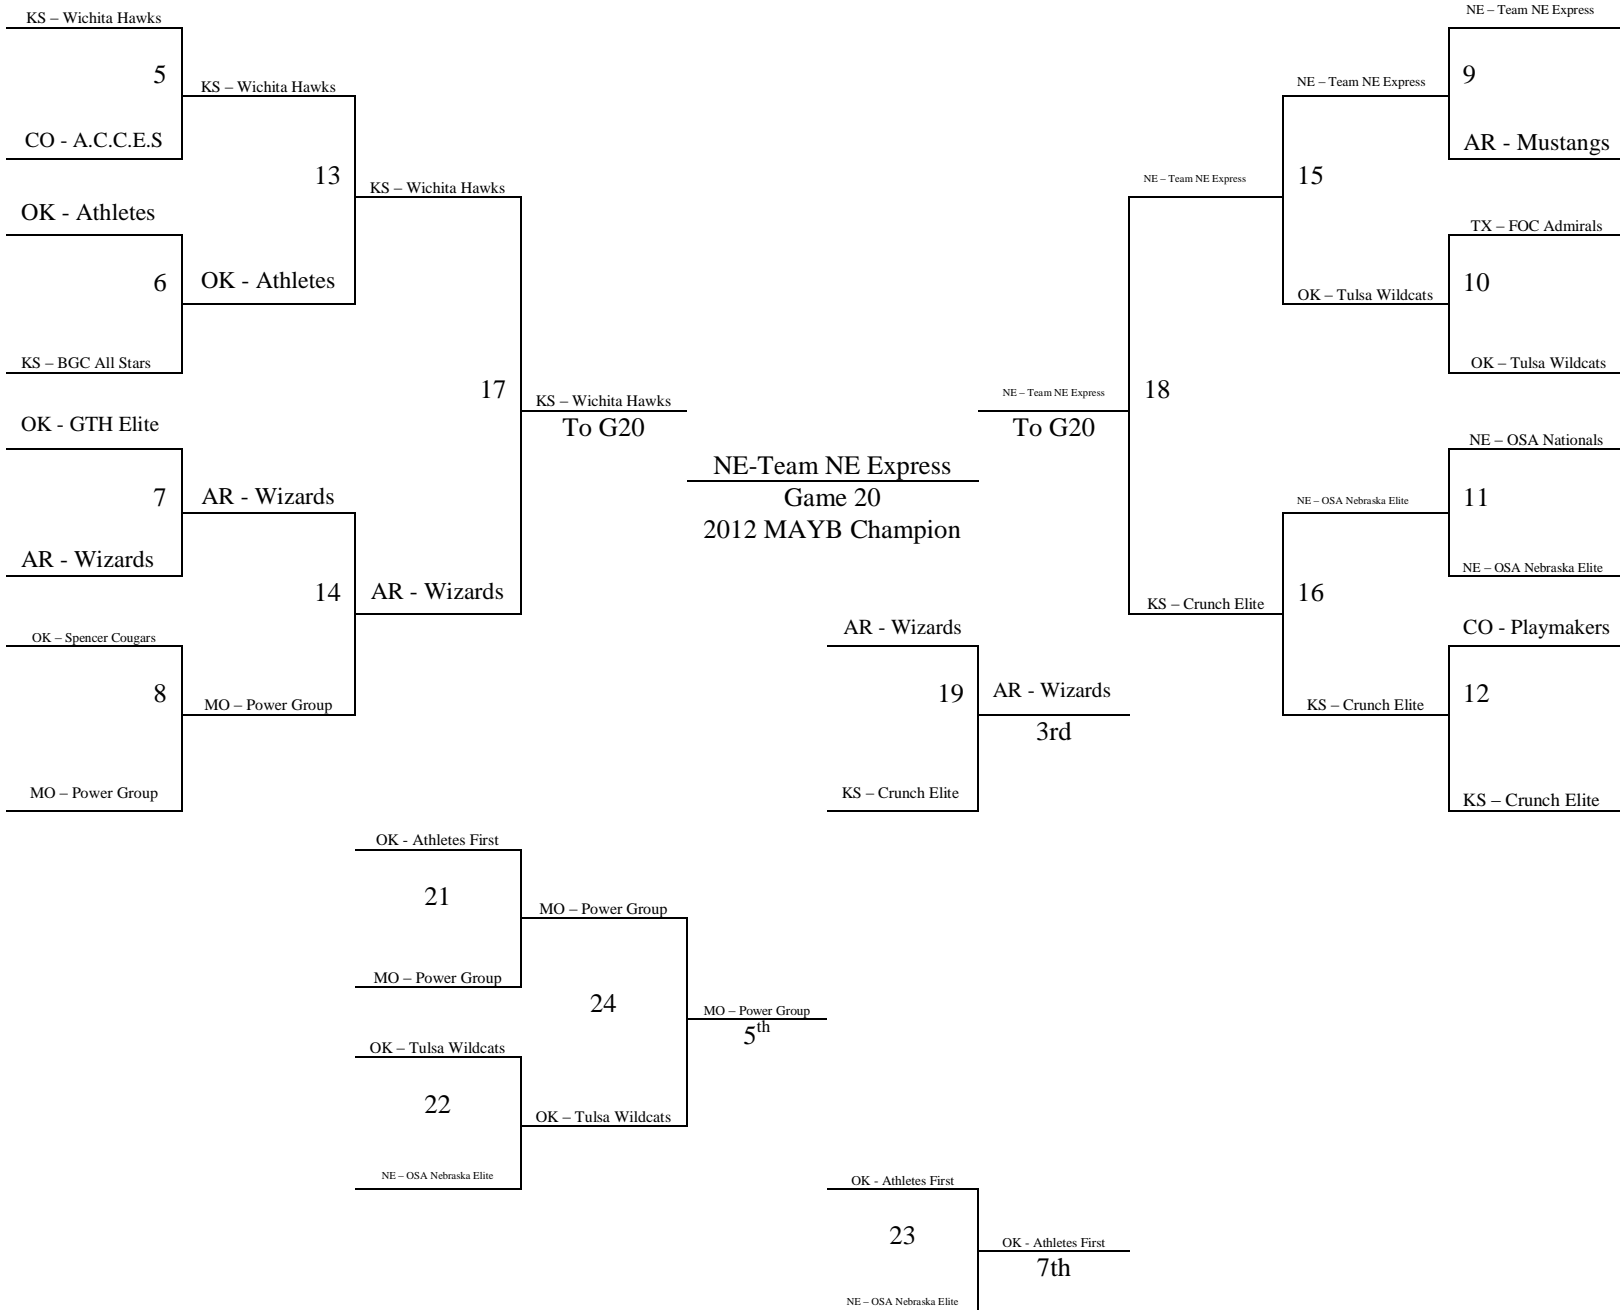 KS – Wichita Hawks
5
KS – Wichita Hawks
CO - A.C.C.E.S
13
KS – Wichita Hawks
OK - Athletes
6
OK - Athletes
KS – BGC All Stars
17
KS – Wichita Hawks
To G20
OK - GTH Elite
7
AR - Wizards
AR - Wizards
14
AR - Wizards
OK – Spencer Cougars
8
MO – Power Group
MO – Power Group
NE-Team NE Express
Game 20
2012 MAYB Champion
NE – Team NE Express
9
NE – Team NE Express
AR - Mustangs
15
NE – Team NE Express
TX – FOC Admirals
10
OK – Tulsa Wildcats
OK – Tulsa Wildcats
18
NE – Team NE Express
To G20
NE – OSA Nationals
11
NE – OSA Nebraska Elite
NE – OSA Nebraska Elite
16
KS – Crunch Elite
CO - Playmakers
12
KS – Crunch Elite
KS – Crunch Elite
AR - Wizards
19
AR - Wizards
3rd
KS – Crunch Elite
OK - Athletes First
21
MO – Power Group
MO – Power Group
24
MO – Power Group
5th
OK – Tulsa Wildcats
22
OK – Tulsa Wildcats
NE – OSA Nebraska Elite
OK - Athletes First
23
OK - Athletes First
7th
NE – OSA Nebraska Elite